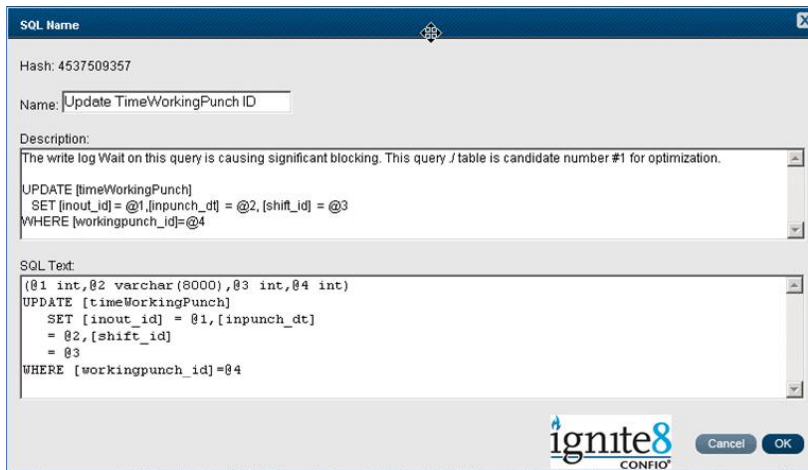 SQL Name
Hash: 4537509357
Name: Update TimeWorkingPunch ID
Description:
The write log Wait on this query is causing significant blocking. This query ./ table is candidate number #1 for optimization.
UPDATE [timeWorkingPunch]
SET [inout_id] = @1,[inpunch_dt] = @2, [shift_id] = @3
WHERE [workingpunch_id]=@4
SQL Text:
(@1 int,@2 varchar(8000),@3 int,@4 int)
UPDATE [timeWorkingPunch]
SET [inout_id] = @1,[inpunch_dt]
= @2,[shift_id]
= @3
WHERE [workingpunch_id]=@4
ignite8
CONFIO®
Cancel
OK